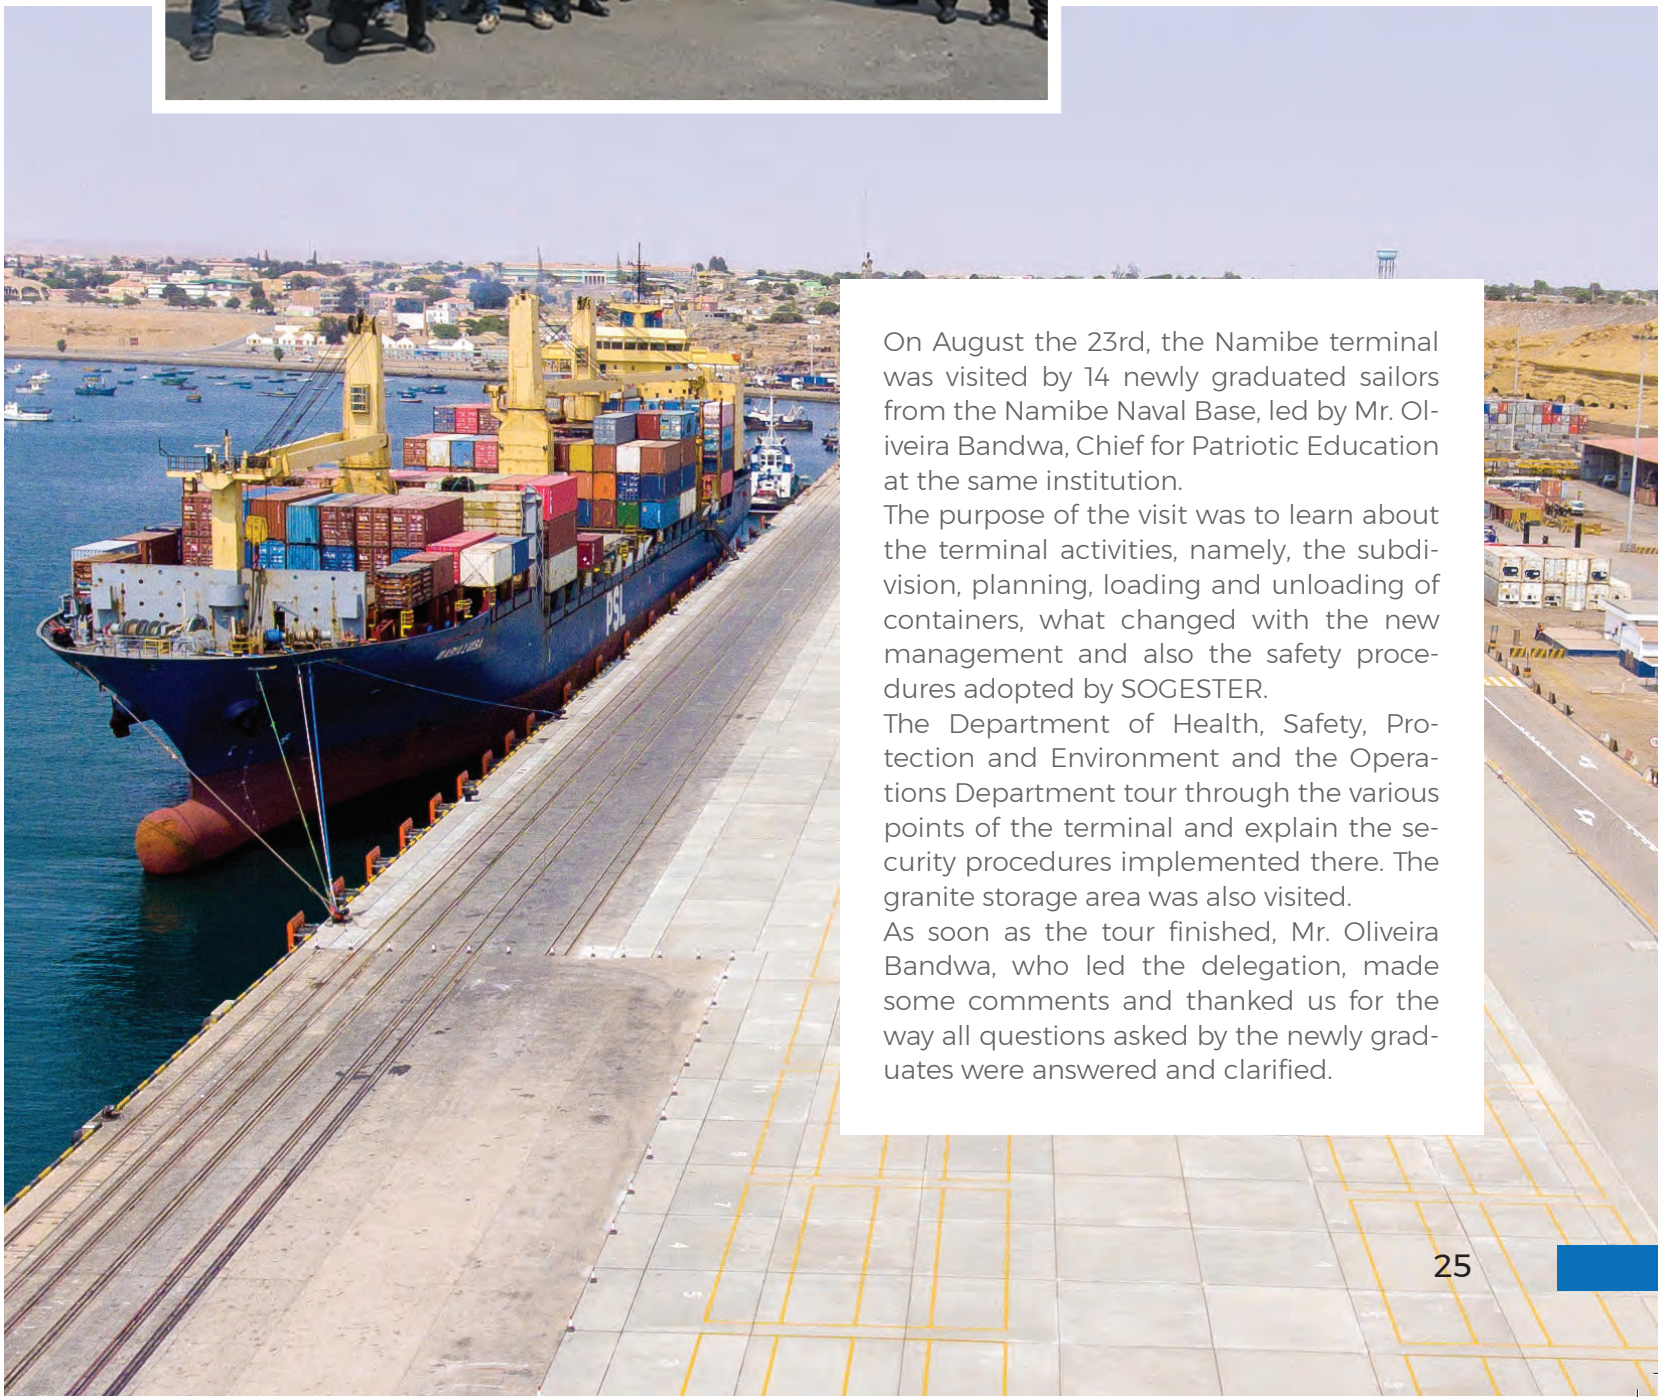 On August the 23rd, the Namibe terminal
was visited by 14 newly graduated sailors
from the Namibe Naval Base, led by Mr. Ol-
iveira Bandwa, Chief for Patriotic Education
at the same institution.
The purpose of the visit was to learn about
the terminal activities, namely, the subdi-
vision, planning, loading and unloading of
containers, what changed with the new
management and also the safety proce-
dures adopted by SOGESTER.
The Department of Health, Safety, Pro-
tection and Environment and the Opera-
tions Department tour through the various
points of the terminal and explain the se-
curity procedures implemented there. The
granite storage area was also visited.
As soon as the tour finished, Mr. Oliveira
Bandwa, who led the delegation, made
some comments and thanked us for the
way all questions asked by the newly grad-
uates were answered and clarified.
PSL
25